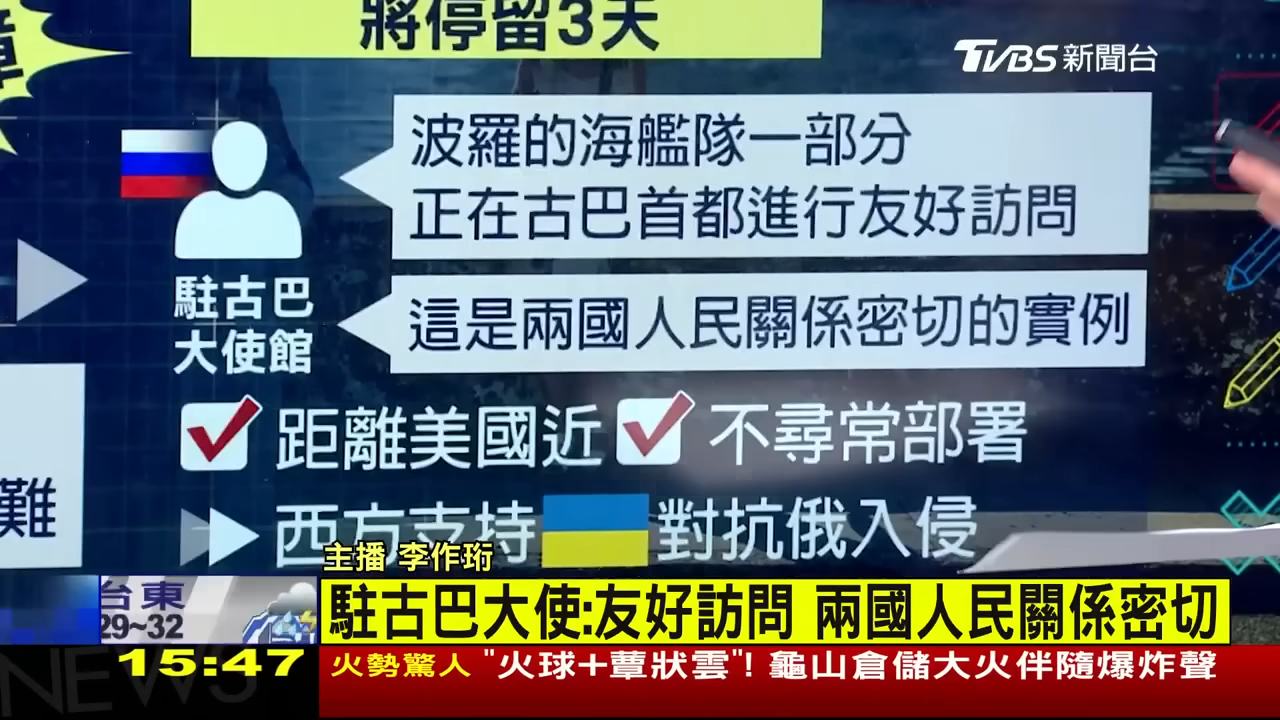 將停留3天
TVBS新聞台
波羅的海艦隊一部分
正在古巴首都進行友好訪問
駐古巴
大使館
這是兩國人民關係密切的實例
距離美國近 不尋常部署
難
西方支持 對抗俄入侵
主播 李作珩
台東
29~32
駐古巴大使:友好訪問 兩國人民關係密切
15:47
火勢驚人 "火球+蕈狀雲"! 龜山倉儲大火伴隨爆炸聲
NEWS